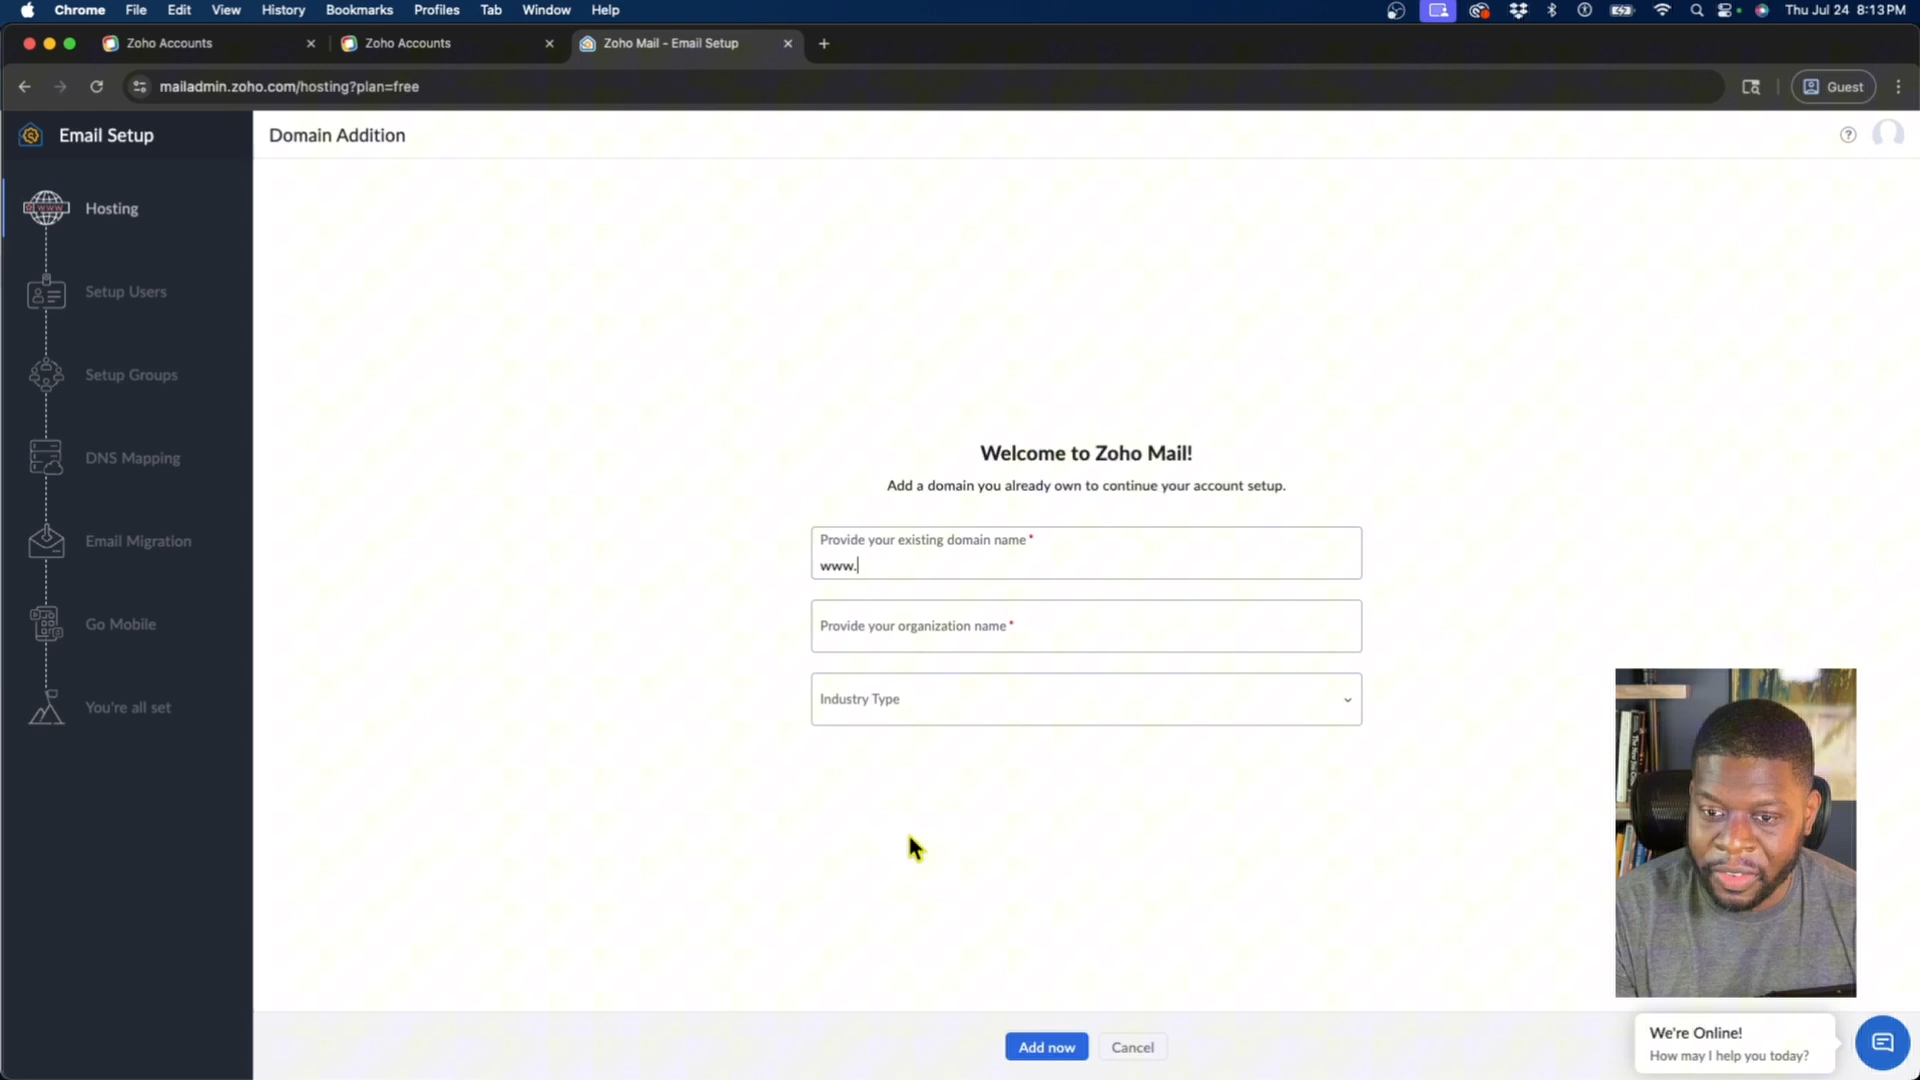 Chrome File Edit View History Bookmarks Profiles Tab Window Help Thu Jul 24 8:13 PM
Zoho Accounts Zoho Accounts Zoho Mail - Email Setup
mailadmin.zoho.com/hosting?plan=free Guest
Email Setup
Domain Addition
Hosting
Setup Users
Setup Groups
DNS Mapping
Email Migration
Go Mobile
You're all set
Welcome to Zoho Mail!
Add a domain you already own to continue your account setup.
Provide your existing domain name *
www.
Provide your organization name *
Industry Type
Add now Cancel
We're Online!
How may I help you today?